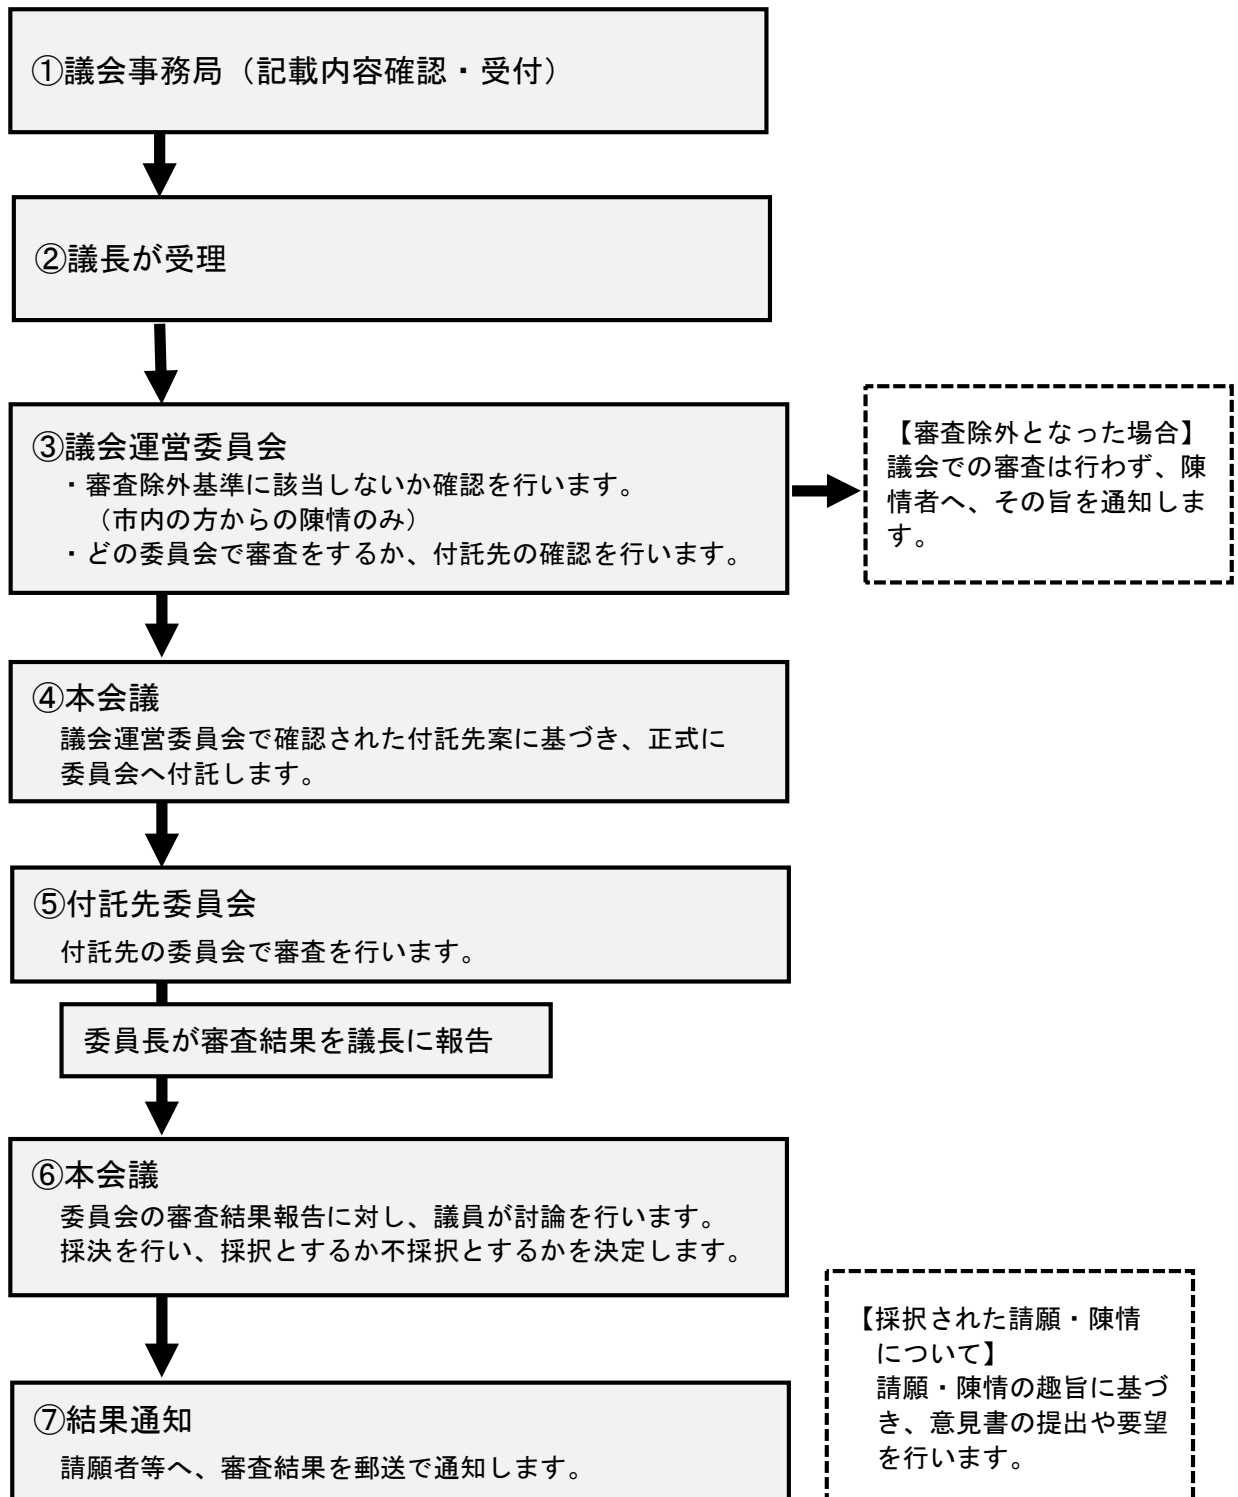 ①議会事務局（記載内容確認・受付）
②議長が受理
③議会運営委員会
・審査除外基準に該当しないか確認を行います。
（市内の方からの陳情のみ）
・どの委員会で審査をするか、付託先の確認を行います。
【審査除外となった場合】
議会での審査は行わず、陳
情者へ、その旨を通知しま
す。
④本会議
議会運営委員会で確認された付託先案に基づき、正式に
委員会へ付託します。
⑤付託先委員会
付託先の委員会で審査を行います。
委員長が審査結果を議長に報告
⑥本会議
委員会の審査結果報告に対し、議員が討論を行います。
採決を行い、採択とするか不採択とするかを決定します。
⑦結果通知
請願者等へ、審査結果を郵送で通知します。
【採択された請願・陳情
について】
請願・陳情の趣旨に基づ
き、意見書の提出や要望
を行います。